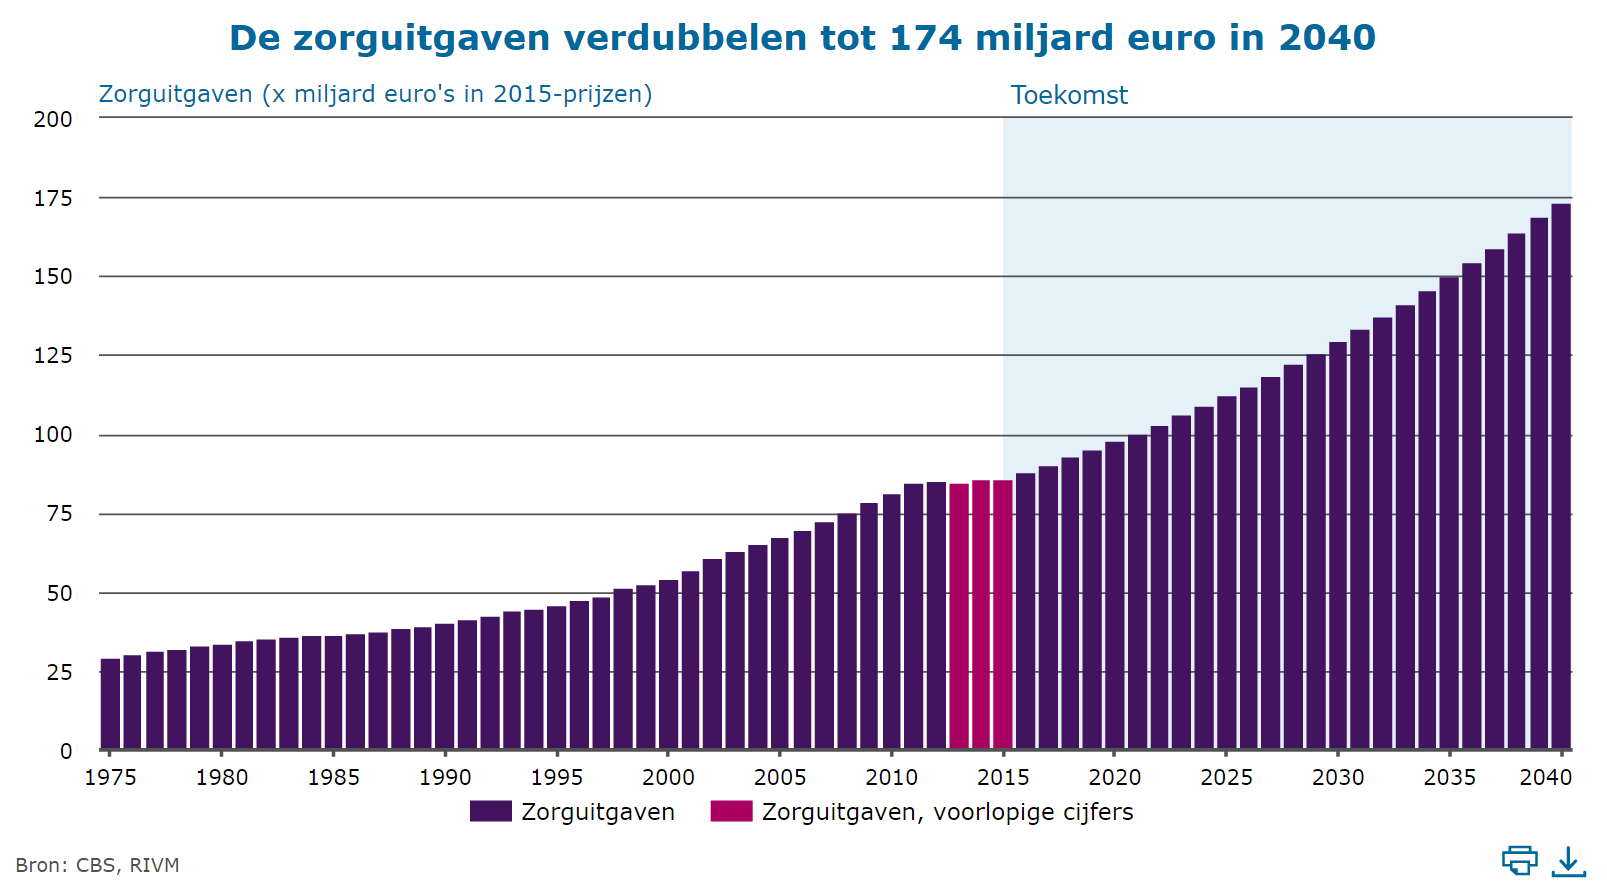 De zorguitgaven verdubbelen tot 174 miljard euro in 2040
Zorguitgaven (x miljard euro's in 2015-prijzen)
Toekomst
200
175
150
125
100
75
50
25
0
1975 1980 1985 1990 1995 2000 2005 2010 2015 2020 2025 2030 2035 2040
Zorguitgaven Zorguitgaven, voorlopige cijfers
Bron: CBS, RIVM